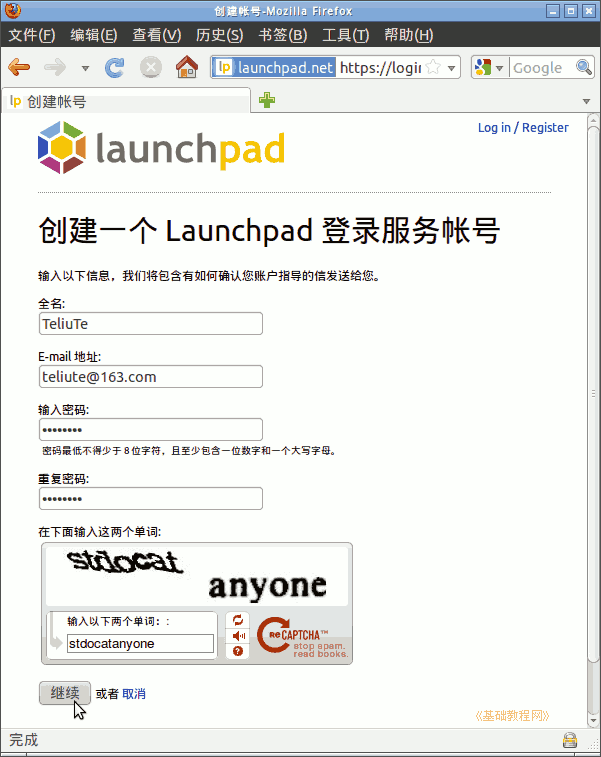 创建帐号-Mozilla Firefox
文件(F) 编辑(E) 查看(V) 历史(S) 书签(B) 工具(T) 帮助(H)
lp launchpad.net https://logi Google
lp 创建帐号
Log in / Register
launchpad
创建一个 Launchpad 登录服务帐号
输入以下信息，我们将包含有如何确认您账户指导的信发送给您。
全名:
TeliuTe
E-mail 地址:
teliute@163.com
输入密码:
••••••••
密码最低不得少于 8 位字符，且至少包含一位数字和一个大写字母。
重复密码:
••••••••
在下面输入这两个单词:
stdocat
anyone
输入以下两个单词：:
stdocatanyone
reCAPTCHA™
stop spam.
read books.
继续 或者 取消
《基础教程网》
完成